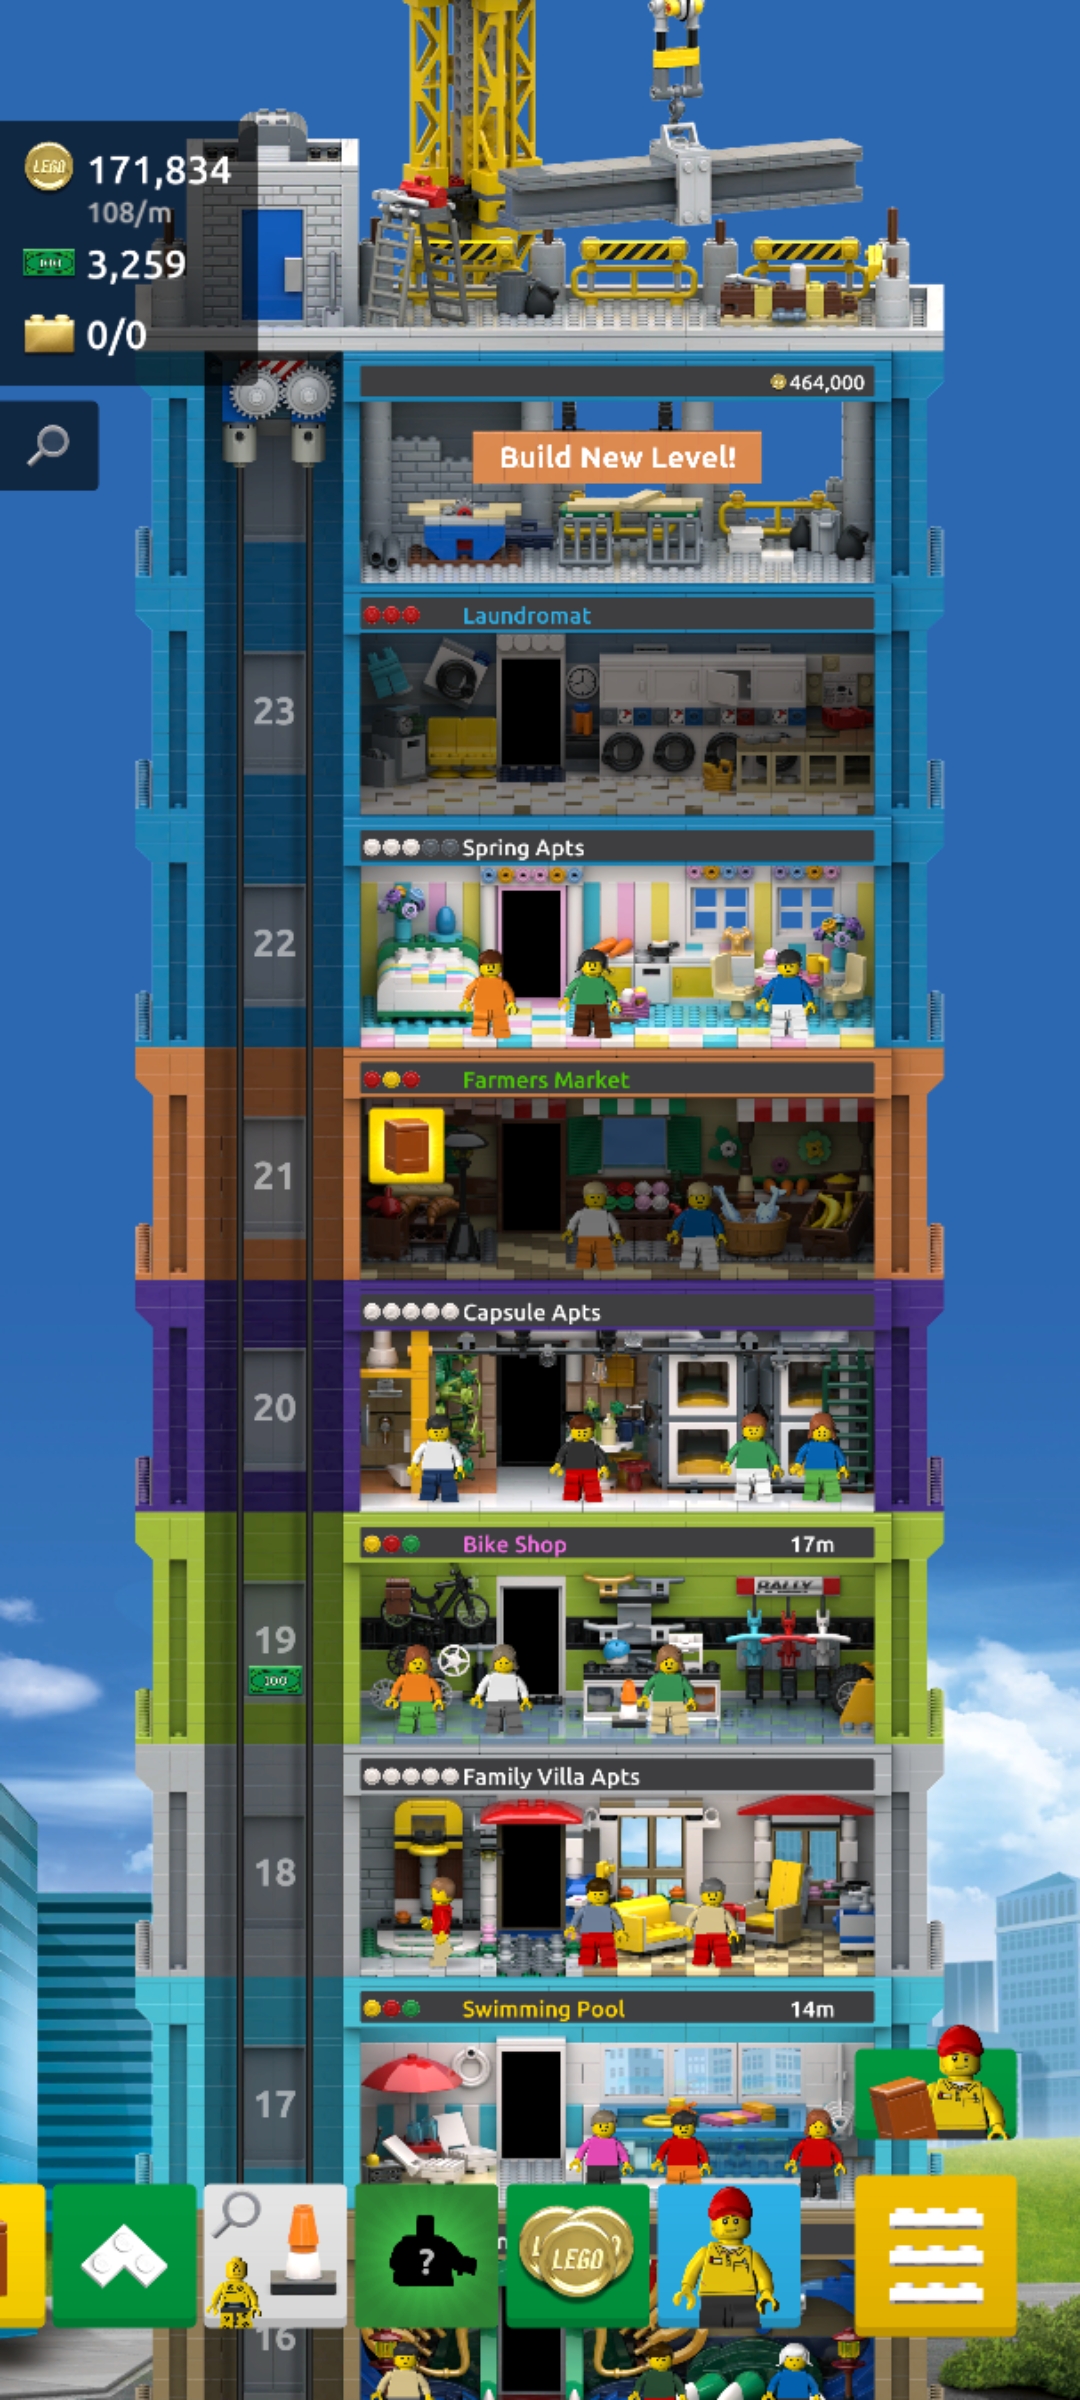 LEGO 171,834
108/m
3,259
0/0
464,000
Build New Level!
Laundromat
23
Spring Apts
22
Farmers Market
21
Capsule Apts
20
Bike Shop 17m
RALLY
19
100
Family Villa Apts
18
Swimming Pool 14m
17
?
LEGO
16